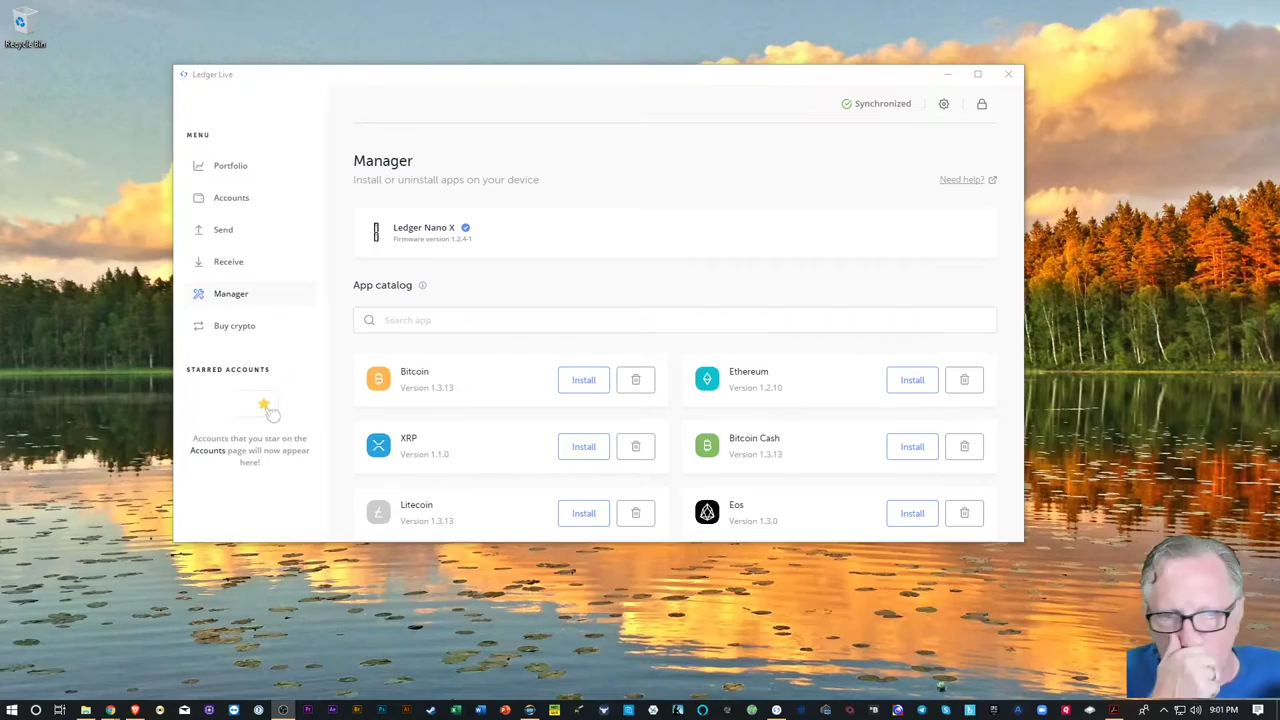 Recycle Bin
Ledger Live
Synchronized
MENU
Portfolio
Accounts
Send
Receive
Manager
Buy crypto
STARRED ACCOUNTS
Accounts that you star on the
Accounts page will now appear
here!
Manager
Install or uninstall apps on your device
Need help?
Ledger Nano X
Firmware version 1.2.4-1
App catalog
Search app
Bitcoin
Version 1.3.13
Install
Ethereum
Version 1.2.10
Install
XRP
Version 1.1.0
Install
Bitcoin Cash
Version 1.3.13
Install
Litecoin
Version 1.3.13
Install
Eos
Version 1.3.0
Install
9:01 PM